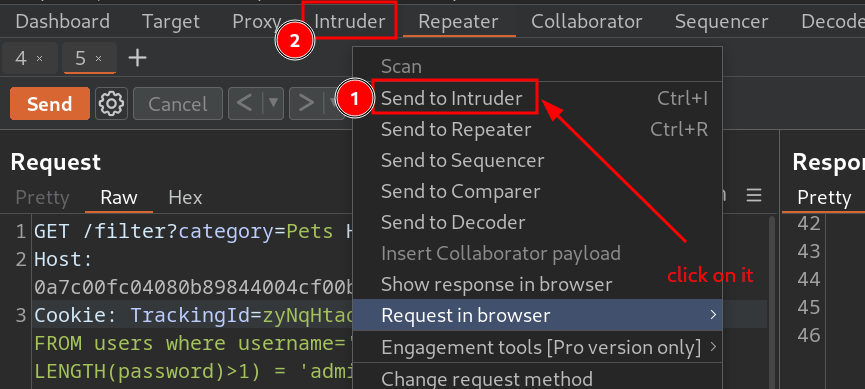 Dashboard Target Proxy Intruder Repeater Collaborator Sequencer Decode
2
4 × 5 × +
Scan
Send Cancel < >
1 Send to Intruder Ctrl+I
Send to Repeater Ctrl+R
Request
Send to Sequencer
Respon
Send to Comparer
Pretty Raw Hex
Pretty
Send to Decoder
1 GET /filter?category=Pets H
42
Insert Collaborator payload
2 Host:
43
click on it
0a7c00fc04080b89844004cf00b
Show response in browser
44
3 Cookie: TrackingId=zyNqHtad
Request in browser >
45
FROM users where username='
Engagement tools [Pro version only] >
46
LENGTH(password)>1) = 'admi
Change request method